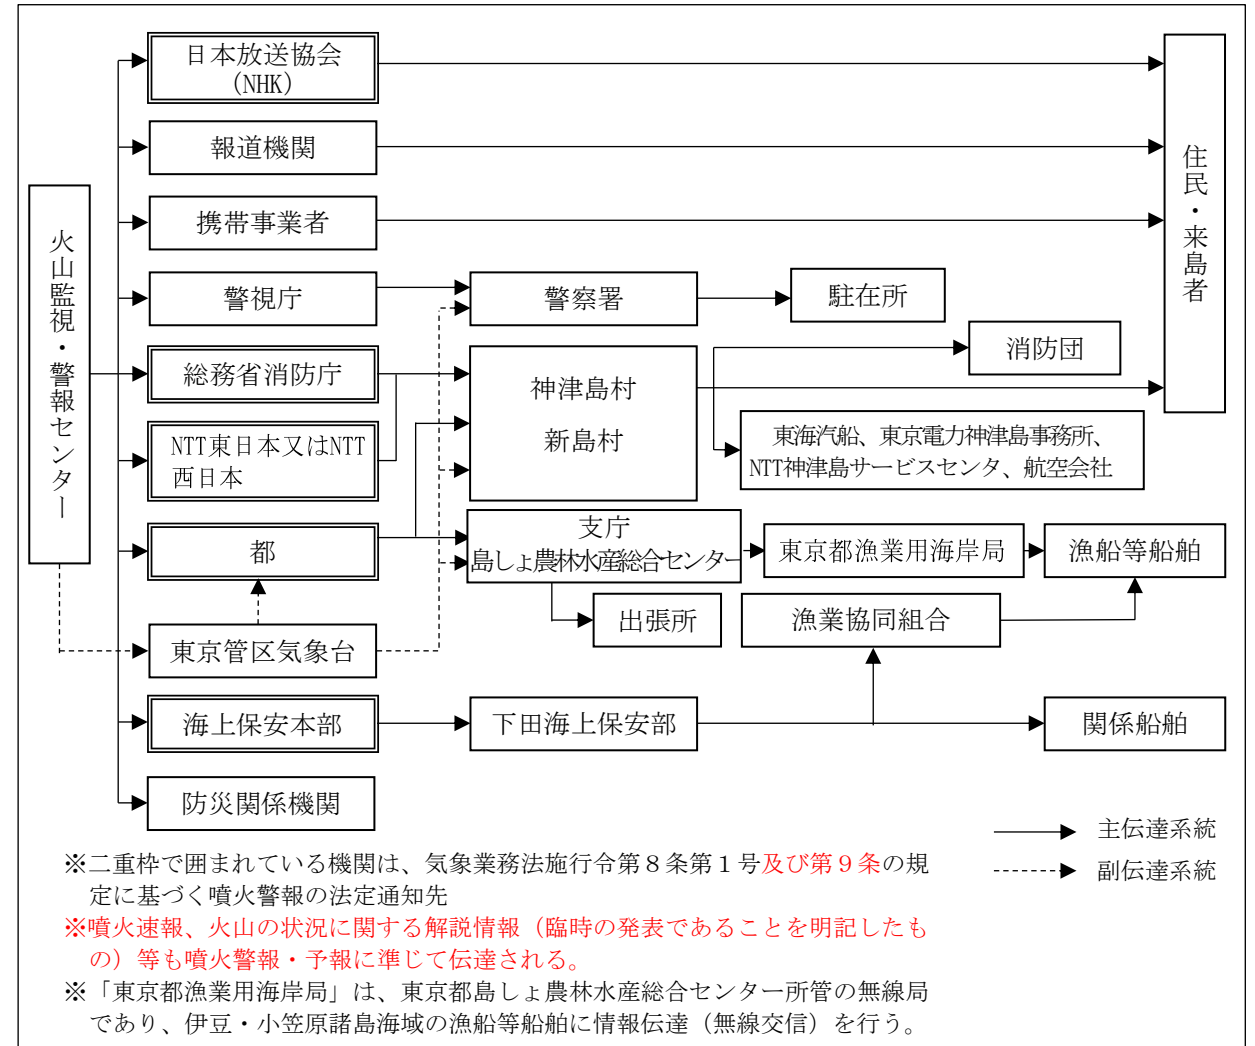 日本放送協会
(NHK)
報道機関
携帯事業者
警視庁
総務省消防庁
NTT東日本又はNTT
西日本
都
東京管区気象台
海上保安本部
防災関係機関
火山監視・警報センター
警察署
駐在所
消防団
神津島村
新島村
東海汽船、東京電力神津島事務所、
NTT神津島サービスセンタ、航空会社
支庁
島しょ農林水産総合センター
東京都漁業用海岸局
漁船等船舶
出張所
漁業協同組合
下田海上保安部
関係船舶
住民・来島者
主伝達系統
副伝達系統
※二重枠で囲まれている機関は、気象業務法施行令第８条第１号及び第９条の規
定に基づく噴火警報の法定通知先
※噴火速報、火山の状況に関する解説情報（臨時の発表であることを明記したも
の）等も噴火警報・予報に準じて伝達される。
※「東京都漁業用海岸局」は、東京都島しょ農林水産総合センター所管の無線局
であり、伊豆・小笠原諸島海域の漁船等船舶に情報伝達（無線交信）を行う。